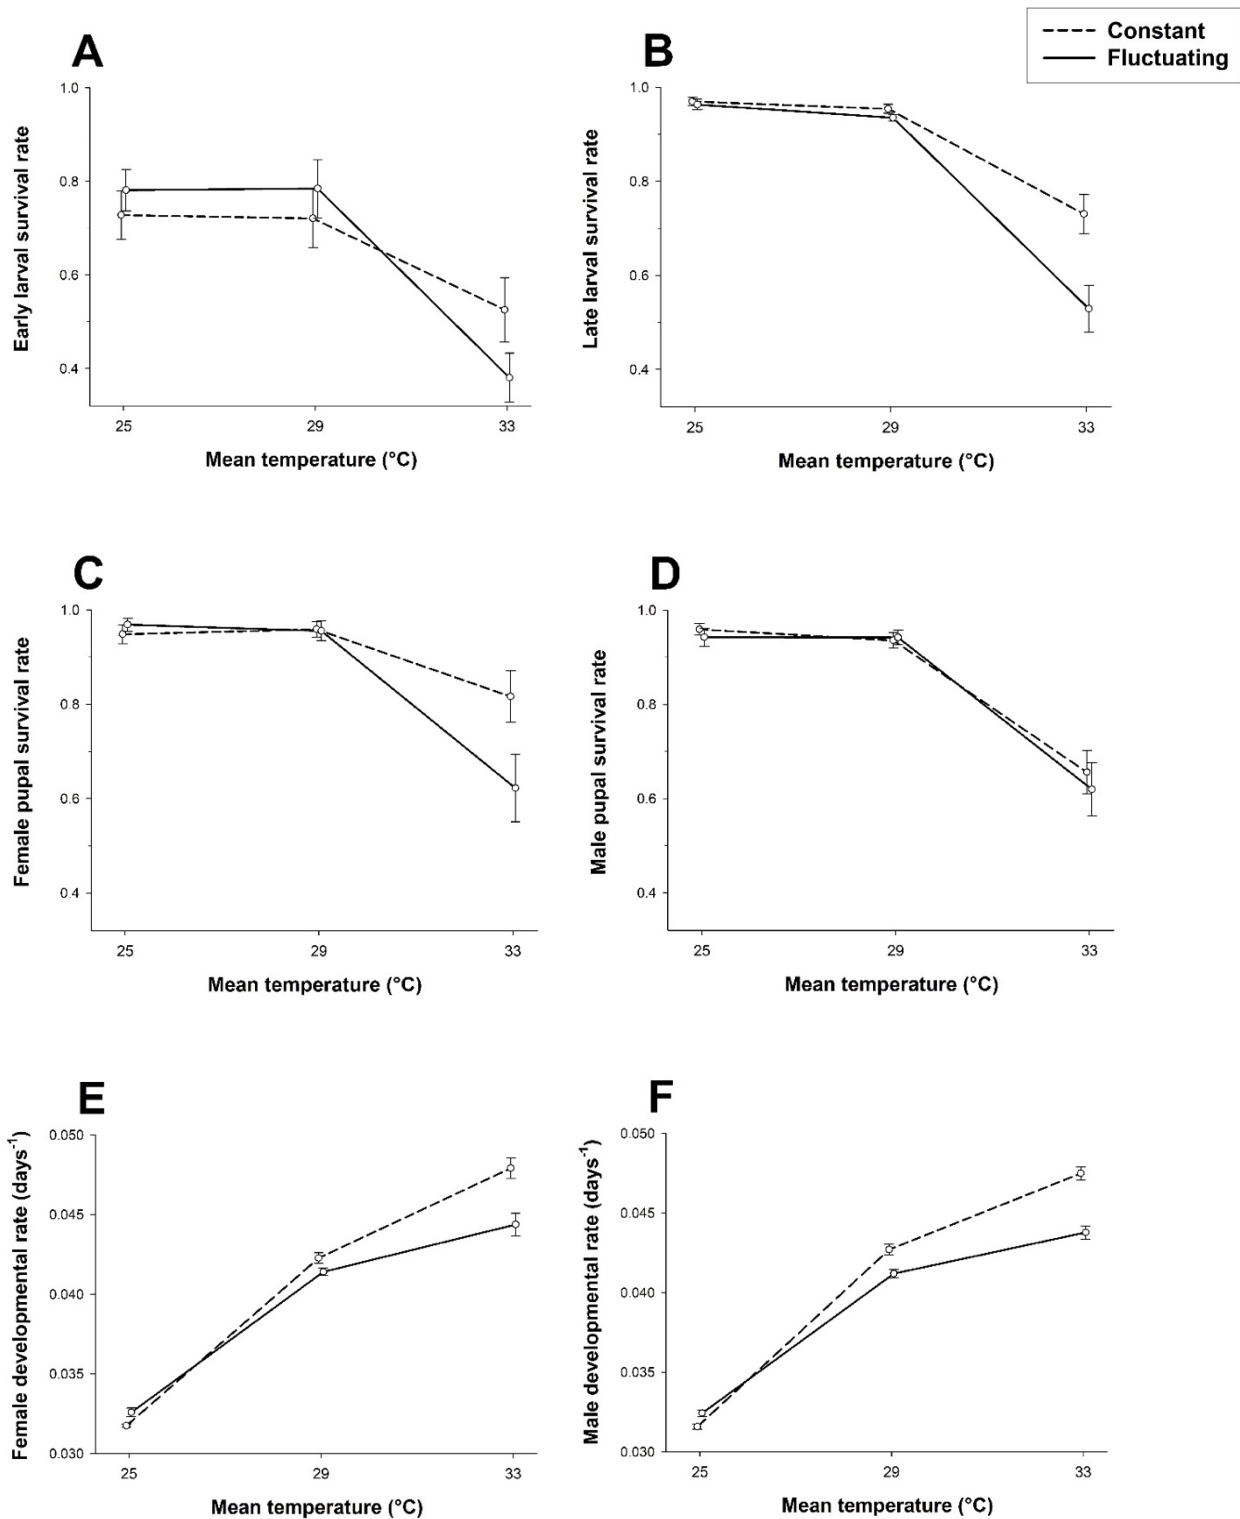 Constant
Fluctuating
A
Early larval survival rate
1.0
0.8
0.6
0.4
25
29
33
Mean temperature (°C)
B
Late larval survival rate
1.0
0.8
0.6
0.4
25
29
33
Mean temperature (°C)
C
Female pupal survival rate
1.0
0.8
0.6
0.4
25
29
33
Mean temperature (°C)
D
Male pupal survival rate
1.0
0.8
0.6
0.4
25
29
33
Mean temperature (°C)
E
Female developmental rate (days⁻¹)
0.050
0.045
0.040
0.035
0.030
25
29
33
Mean temperature (°C)
F
Male developmental rate (days⁻¹)
0.050
0.045
0.040
0.035
0.030
25
29
33
Mean temperature (°C)